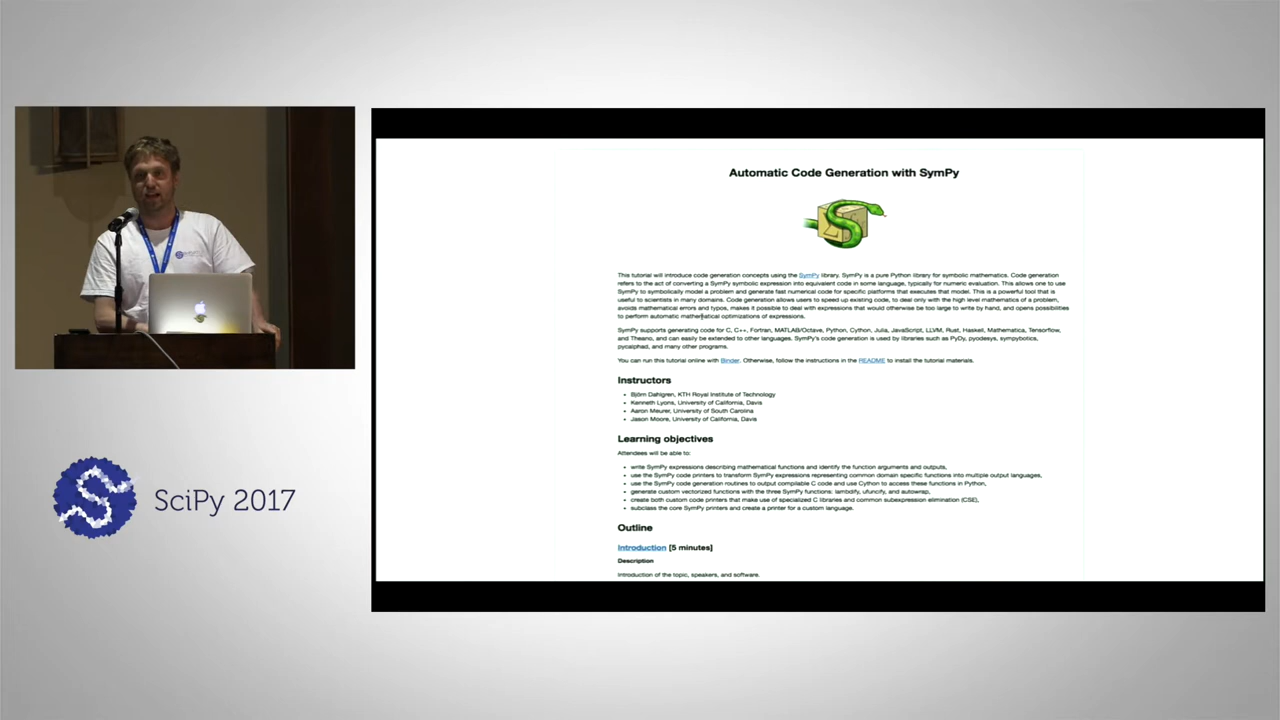 Automatic Code Generation with SymPy
This tutorial will introduce code generation concepts using the SymPy library. SymPy is a pure Python library for symbolic mathematics. Code generation
refers to the act of converting a SymPy symbolic expression into equivalent code in some language, typically for numeric evaluation. This allows one to use
SymPy to symbolically model a problem and generate fast numerical code for specific platforms that executes that model. This is a powerful tool that is
useful to scientists in many domains. Code generation allows users to speed up existing code, to deal only with the high level mathematics of a problem,
avoids mathematical errors and typos, makes it possible to deal with expressions that would otherwise be too large to write by hand, and opens possibilities
to perform automatic mathematical optimizations of expressions.
SymPy supports generating code for C, C++, Fortran, MATLAB/Octave, Python, Cython, Julia, JavaScript, LLVM, Rust, Haskell, Mathematica, Tensorflow,
and Theano, and can easily be extended to other languages. SymPy's code generation is used by libraries such as PyDy, pyodesys, sympybotics,
pycalphad, and many other programs.
You can run this tutorial online with Binder. Otherwise, follow the instructions in the README to install the tutorial materials.
Instructors
• Björn Dahlgren, KTH Royal Institute of Technology
• Kenneth Lyons, University of California, Davis
• Aaron Meurer, University of South Carolina
• Jason Moore, University of California, Davis
Learning objectives
Attendees will be able to:
• write SymPy expressions describing mathematical functions and identify the function arguments and outputs,
• use the SymPy code printers to transform SymPy expressions representing common domain specific functions into multiple output languages,
• use the SymPy code generation routines to output compilable C code and use Cython to access these functions in Python,
• generate custom vectorized functions with the three SymPy functions: lambdify, ufuncify, and autowrap,
• create both custom code printers that make use of specialized C libraries and common subexpression elimination (CSE),
• subclass the core SymPy printers and create a printer for a custom language.
Outline
Introduction [5 minutes]
Description
Introduction of the topic, speakers, and software.
SciPy 2017